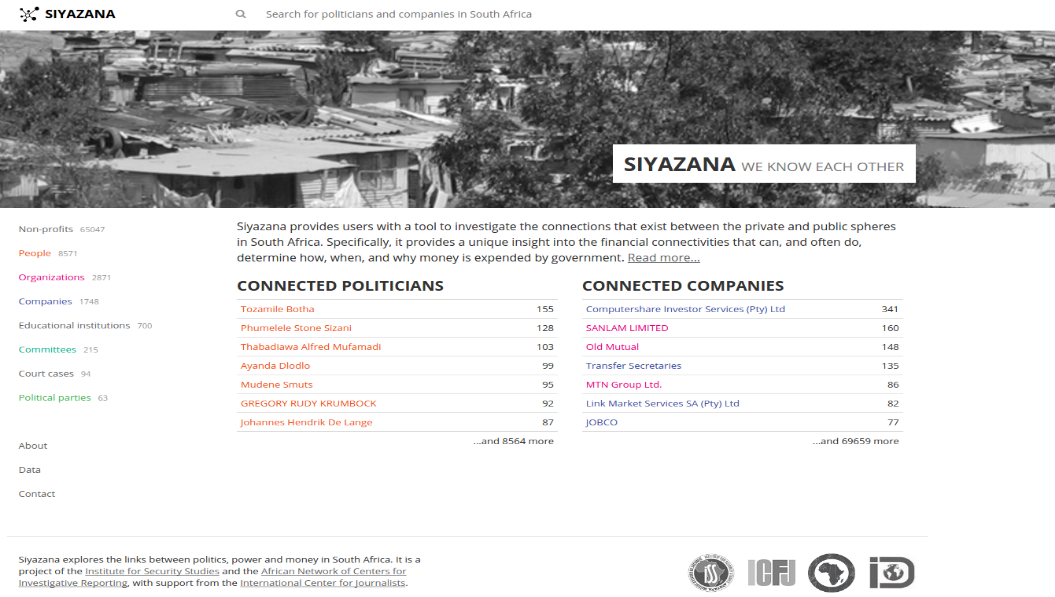 SIYAZANA
Search for politicians and companies in South Africa
SIYAZANA WE KNOW EACH OTHER
Non-profits 65047
People 8571
Organizations 2871
Companies 1748
Educational institutions 700
Committees 215
Court cases 94
Political parties 63
About
Data
Contact
Siyazana provides users with a tool to investigate the connections that exist between the private and public spheres
in South Africa. Specifically, it provides a unique insight into the financial connectivities that can, and often do,
determine how, when, and why money is expended by government. Read more...
CONNECTED POLITICIANS
Tozamile Botha 155
Phumelele Stone Sizani 128
Thabadiawa Alfred Mufamadi 103
Ayanda Dlodlo 99
Mudene Smuts 95
GREGORY RUDY KRUMBOCK 92
Johannes Hendrik De Lange 87
...and 8564 more
CONNECTED COMPANIES
Computershare Investor Services (Pty) Ltd 341
SANLAM LIMITED 160
Old Mutual 148
Transfer Secretaries 135
MTN Group Ltd. 86
Link Market Services SA (Pty) Ltd 82
JOBCO 77
...and 69659 more
Siyazana explores the links between politics, power and money in South Africa. It is a
project of the Institute for Security Studies and the African Network of Centers for
Investigative Reporting, with support from the International Center for Journalists.
ISS
ICFJ
iD